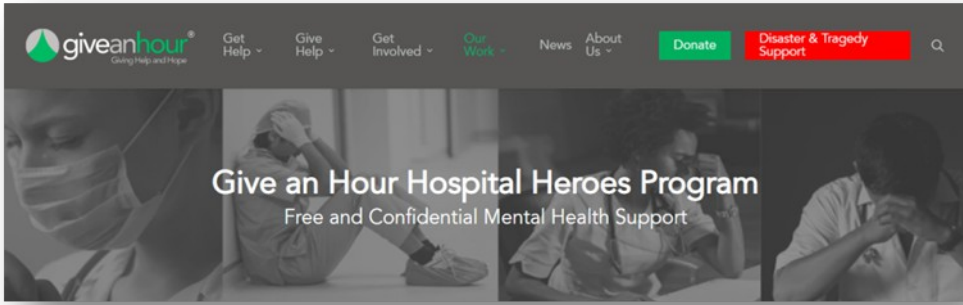 giveanhour®
Giving Help and Hope
Get
Help
Give
Help
Get
Involved
Our
Work
News
About
Us
Donate
Disaster & Tragedy
Support
Give an Hour Hospital Heroes Program
Free and Confidential Mental Health Support